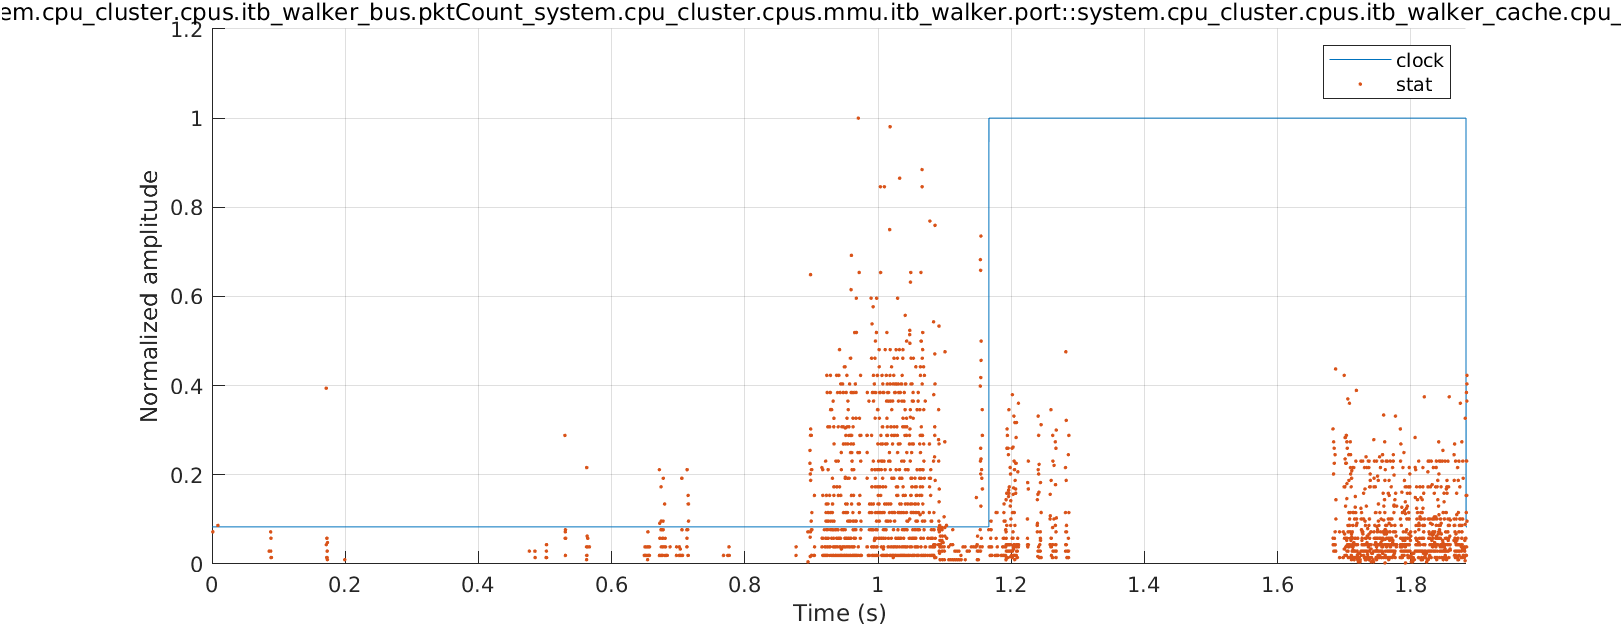 em.cpu_cluster.cpus.itb_walker_bus.pktCount_system.cpu_cluster.cpus.mmu.itb_walker.port::system.cpu_cluster.cpus.itb_walker_cache.cpu_
1.2
1
0.8
0.6
0.4
0.2
0
Normalized amplitude
clock
stat
0 0.2 0.4 0.6 0.8 1 1.2 1.4 1.6 1.8
Time (s)